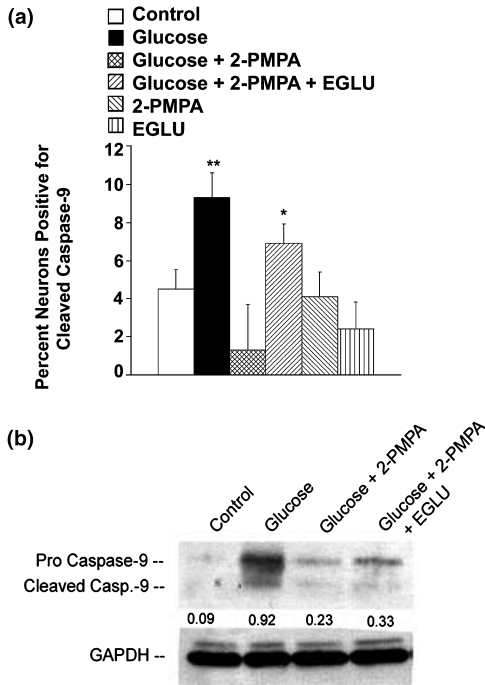 (a)
Control
Glucose
Glucose + 2-PMPA
Glucose + 2-PMPA + EGLU
2-PMPA
EGLU
Percent Neurons Positive for
Cleaved Caspase-9
12
10
8
6
4
2
0
**
*
(b)
Control
Glucose
Glucose + 2-PMPA
Glucose + 2-PMPA
+ EGLU
Pro Caspase-9 --
Cleaved Casp.-9 --
0.09 0.92 0.23 0.33
GAPDH --